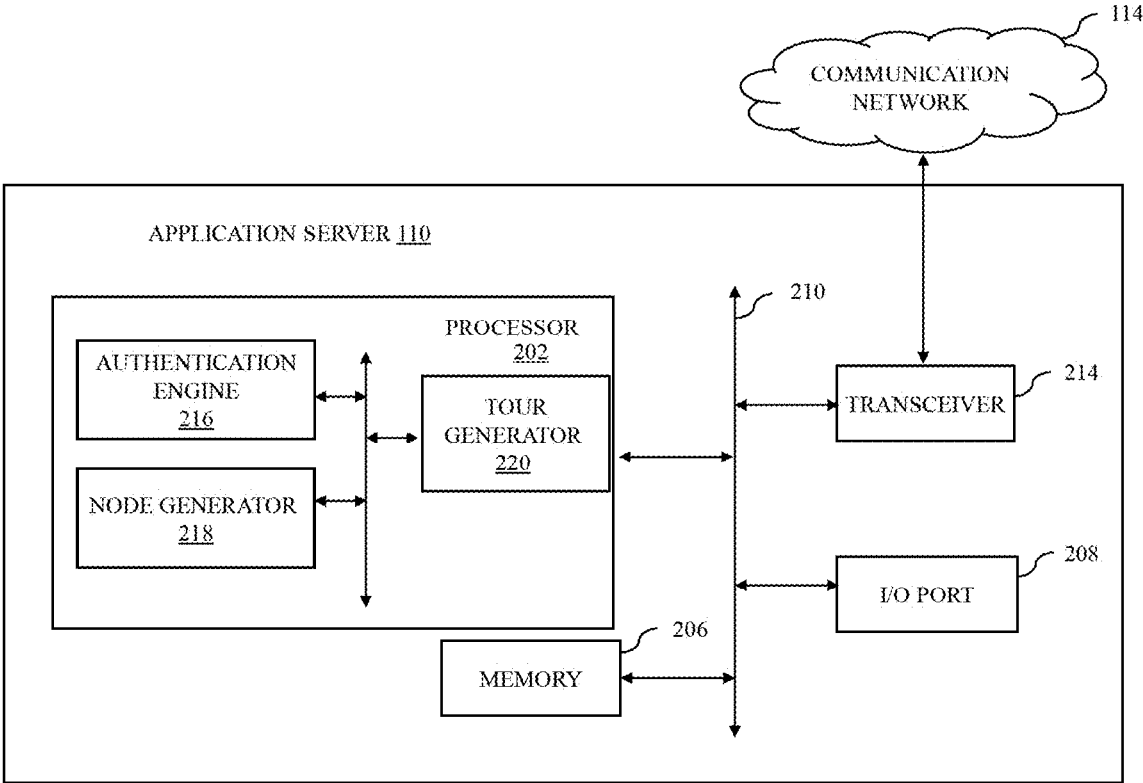 114
COMMUNICATION
NETWORK
APPLICATION SERVER 110
210
PROCESSOR
202
AUTHENTICATION
ENGINE
216
TOUR
GENERATOR
220
214
TRANSCEIVER
NODE GENERATOR
218
208
I/O PORT
206
MEMORY